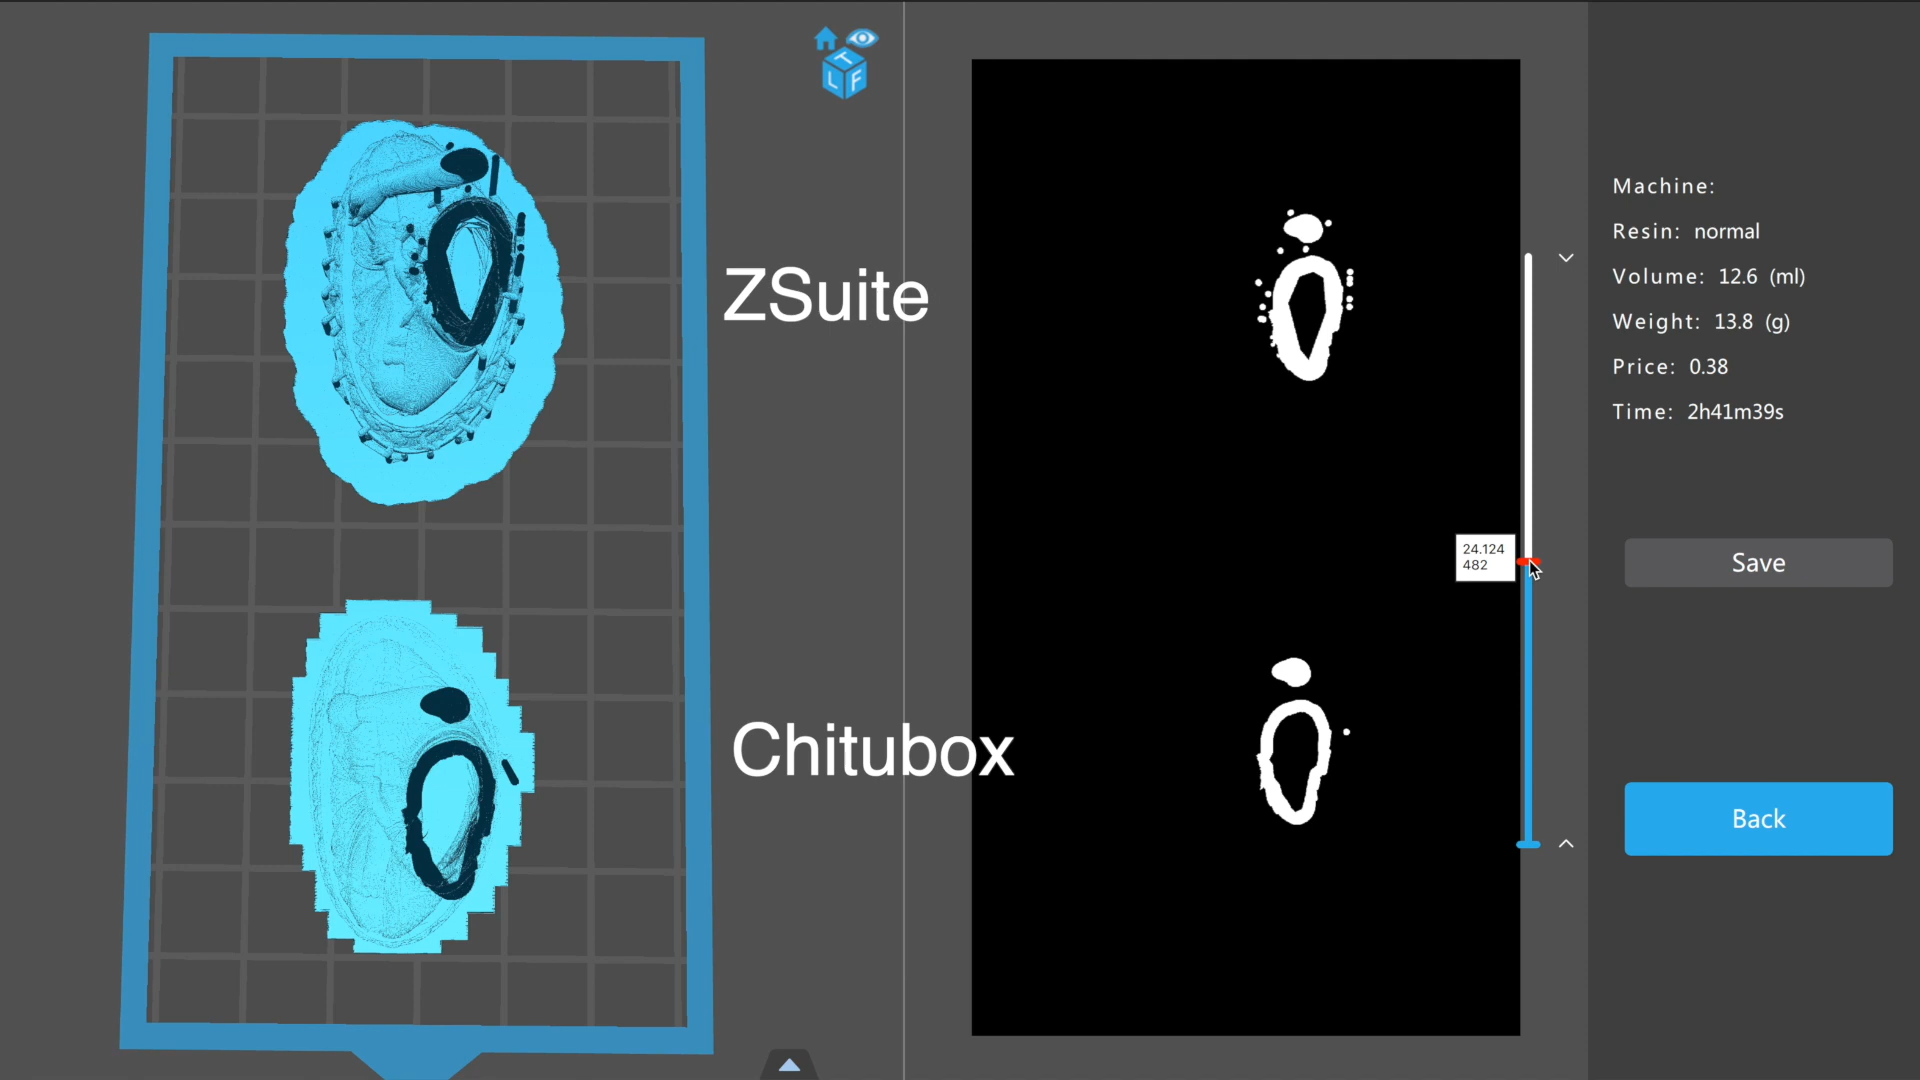 T
L F
ZSuite
Chitubox
24.124
482
Machine:
Resin: normal
Volume: 12.6 (ml)
Weight: 13.8 (g)
Price: 0.38
Time: 2h41m39s
Save
Back